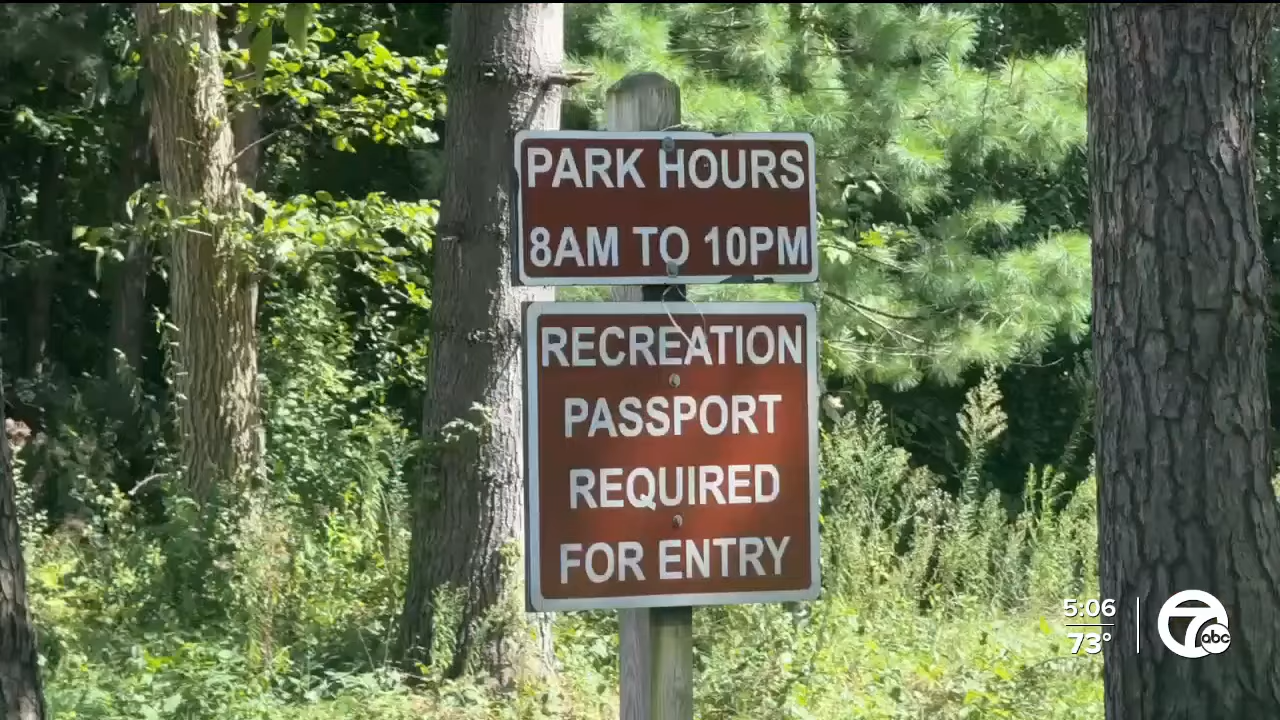 PARK HOURS
8AM TO 10PM
RECREATION
PASSPORT
REQUIRED
FOR ENTRY
5:06
73°
7 abc